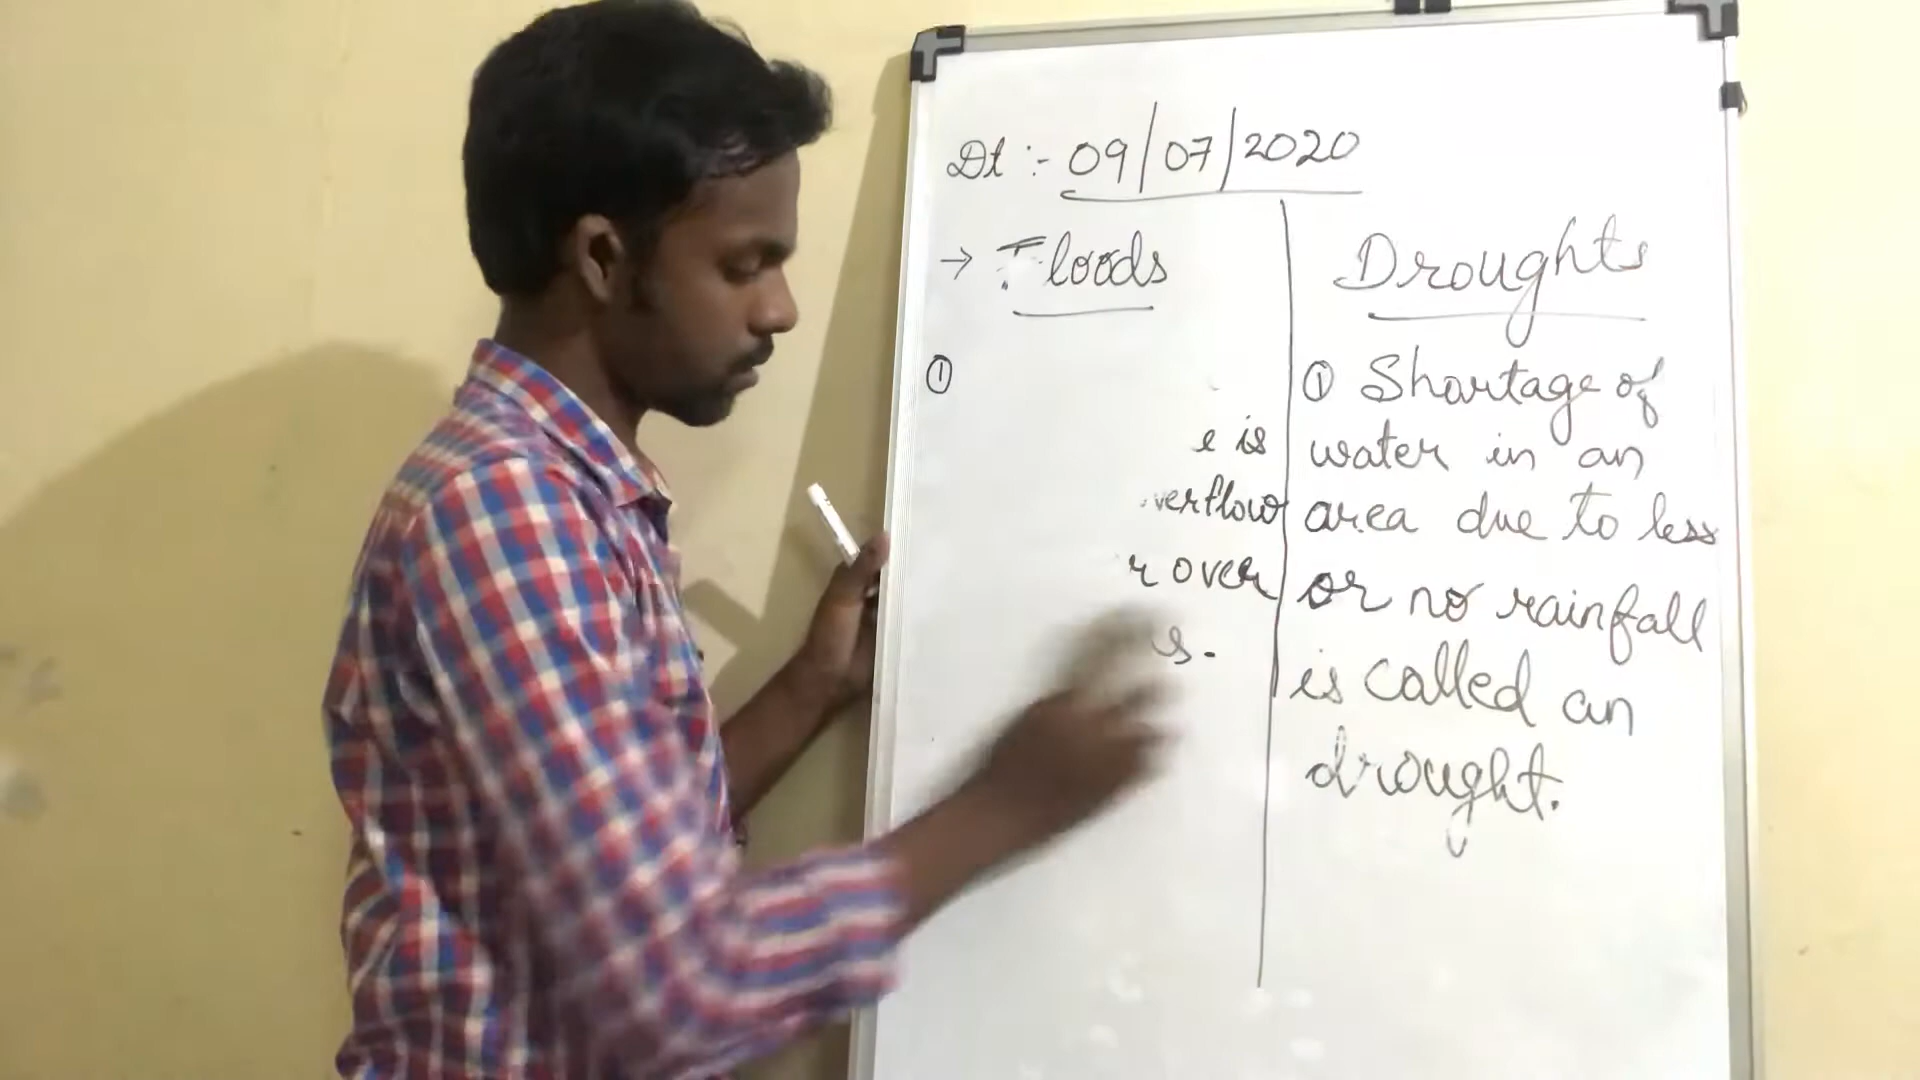 Dt :- 09/07/2020
→ Floods
①
e is
verflow
r over
s.
Droughts
① Shortage of
water in an
area due to less
or no rainfall
is called an
drought.